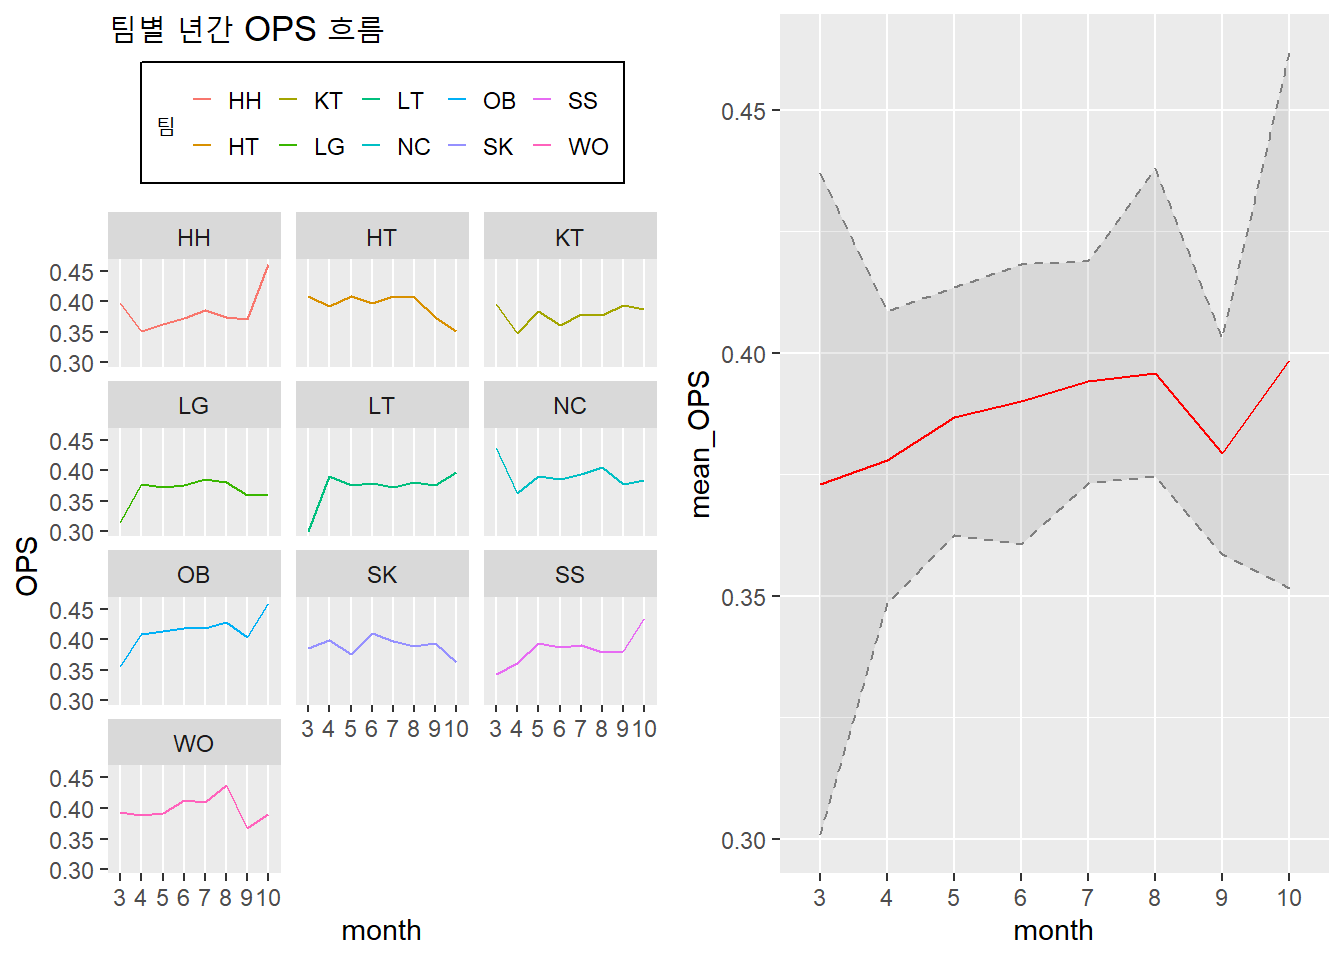 팀별 년간 OPS 흐름
팀
HH KT LT OB SS
HT LG NC SK WO
OPS
HH HT KT
0.45
0.40
0.35
0.30
LG LT NC
0.45
0.40
0.35
0.30
OB SK SS
0.45
0.40
0.35
0.30
3 4 5 6 7 8 9 10 3 4 5 6 7 8 9 10
WO
0.45
0.40
0.35
0.30
3 4 5 6 7 8 9 10
month
mean_OPS
0.45
0.40
0.35
0.30
3 4 5 6 7 8 9 10
month